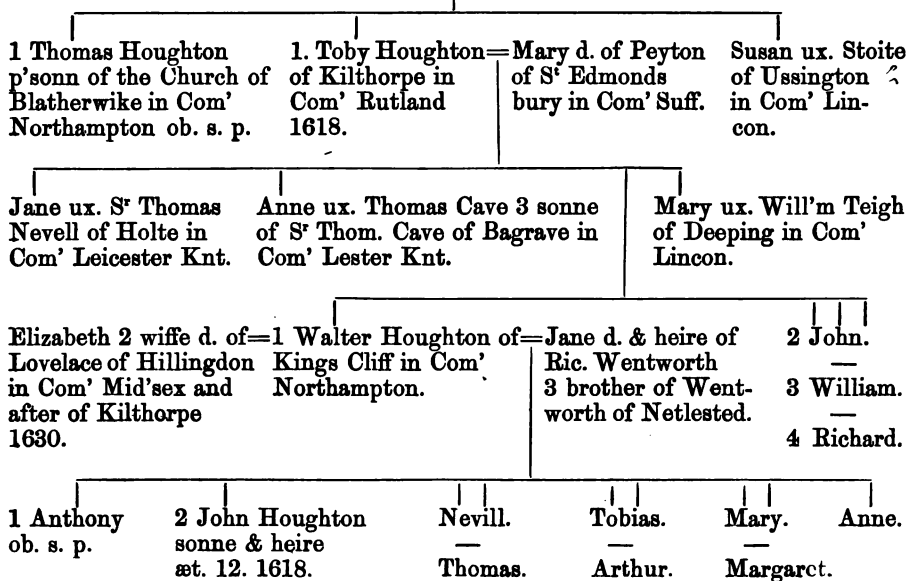 1 Thomas Houghton
p'sonn of the Church of
Blatherwike in Com'
Northampton ob. s. p.
1. Toby Houghton=
of Kilthorpe in
Com' Rutland
1618.
Mary d. of Peyton
of Sᵗ Edmonds
bury in Com' Suff.
Susan ux. Stoite
of Ussington
in Com' Lin-
con.
Jane ux. Sʳ Thomas
Nevell of Holte in
Com' Leicester Knt.
Anne ux. Thomas Cave 3 sonne
of Sʳ Thom. Cave of Bagrave in
Com' Lester Knt.
Mary ux. Will'm Teigh
of Deeping in Com'
Lincon.
Elizabeth 2 wiffe d. of=
Lovelace of Hillingdon
in Com' Mid'sex and
after of Kilthorpe
1630.
1 Walter Houghton of=
Kings Cliff in Com'
Northampton.
Jane d. & heire of
Ric. Wentworth
3 brother of Went-
worth of Netlested.
2 John.
—
3 William.
—
4 Richard.
1 Anthony
ob. s. p.
2 John Houghton
sonne & heire
æt. 12. 1618.
Nevill.
—
Thomas.
Tobias.
—
Arthur.
Mary.
—
Margaret.
Anne.